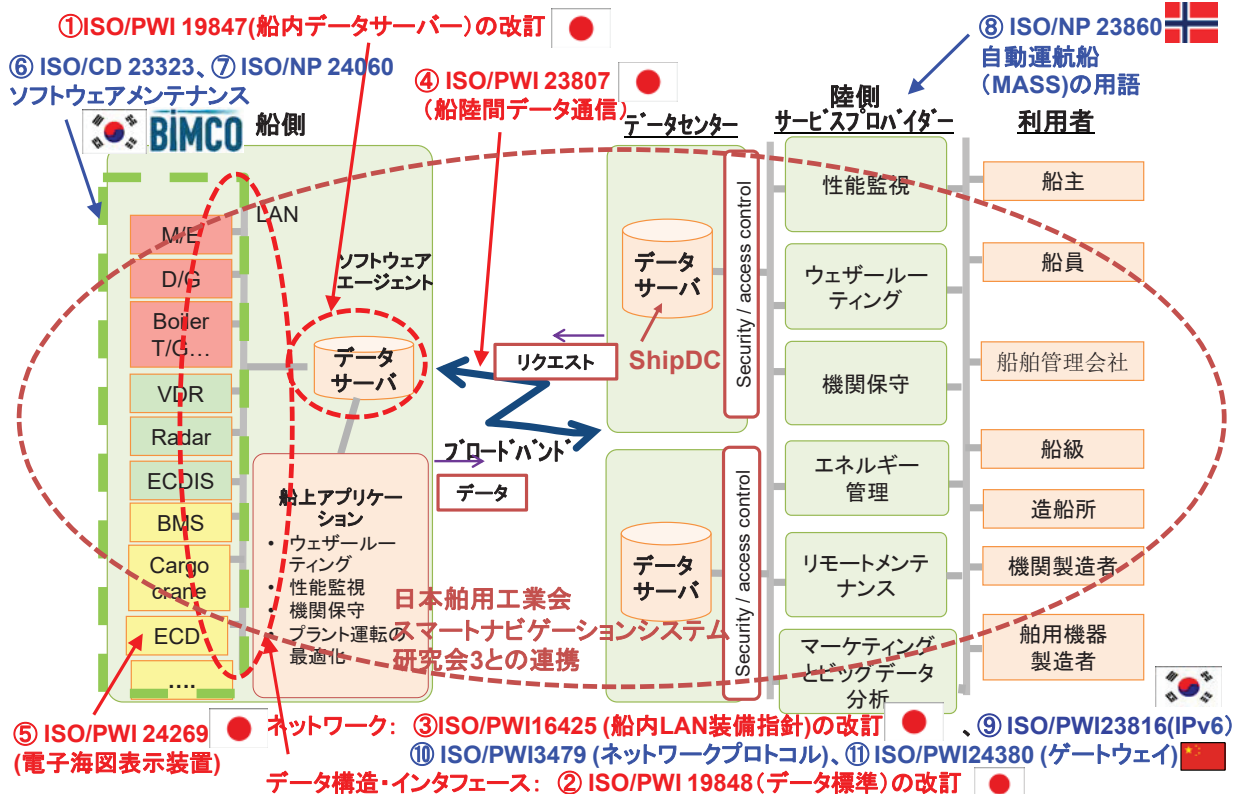 ①ISO/PWI 19847(船内データサーバー）の改訂
⑧ ISO/NP 23860
自動運航船
（MASS)の用語
⑥ ISO/CD 23323、⑦ ISO/NP 24060
ソフトウェアメンテナンス
④ ISO/PWI 23807
（船陸間データ通信）
BIMCO
船側
データセンター
陸側
サービスプロバイダー
利用者
LAN
M/E
D/G
Boiler
T/G…
VDR
Radar
ECDIS
BMS
Cargo
crane
ECD
....
ソフトウェア
エージェント
データ
サーバ
船上アプリケー
ション
• ウェザールー
ティング
• 性能監視
• 機関保守
• プラント運転の
最適化
リクエスト
ブロードバンド
データ
データ
サーバ
ShipDC
Security / access control
データ
サーバ
Security / access control
性能監視
ウェザールー
ティング
機関保守
エネルギー
管理
リモートメンテ
ナンス
マーケティング
とビックデータ
分析
船主
船員
船舶管理会社
船級
造船所
機関製造者
舶用機器
製造者
日本舶用工業会
スマートナビゲーションシステム
研究会3との連携
⑤ ISO/PWI 24269
(電子海図表示装置)
ネットワーク： ③ISO/PWI16425 (船内LAN装備指針)の改訂 、⑨ ISO/PWI23816(IPv6)
⑩ ISO/PWI3479 (ネットワークプロトコル)、⑪ ISO/PWI24380 (ゲートウェイ)
データ構造・インタフェース： ② ISO/PWI 19848（データ標準）の改訂